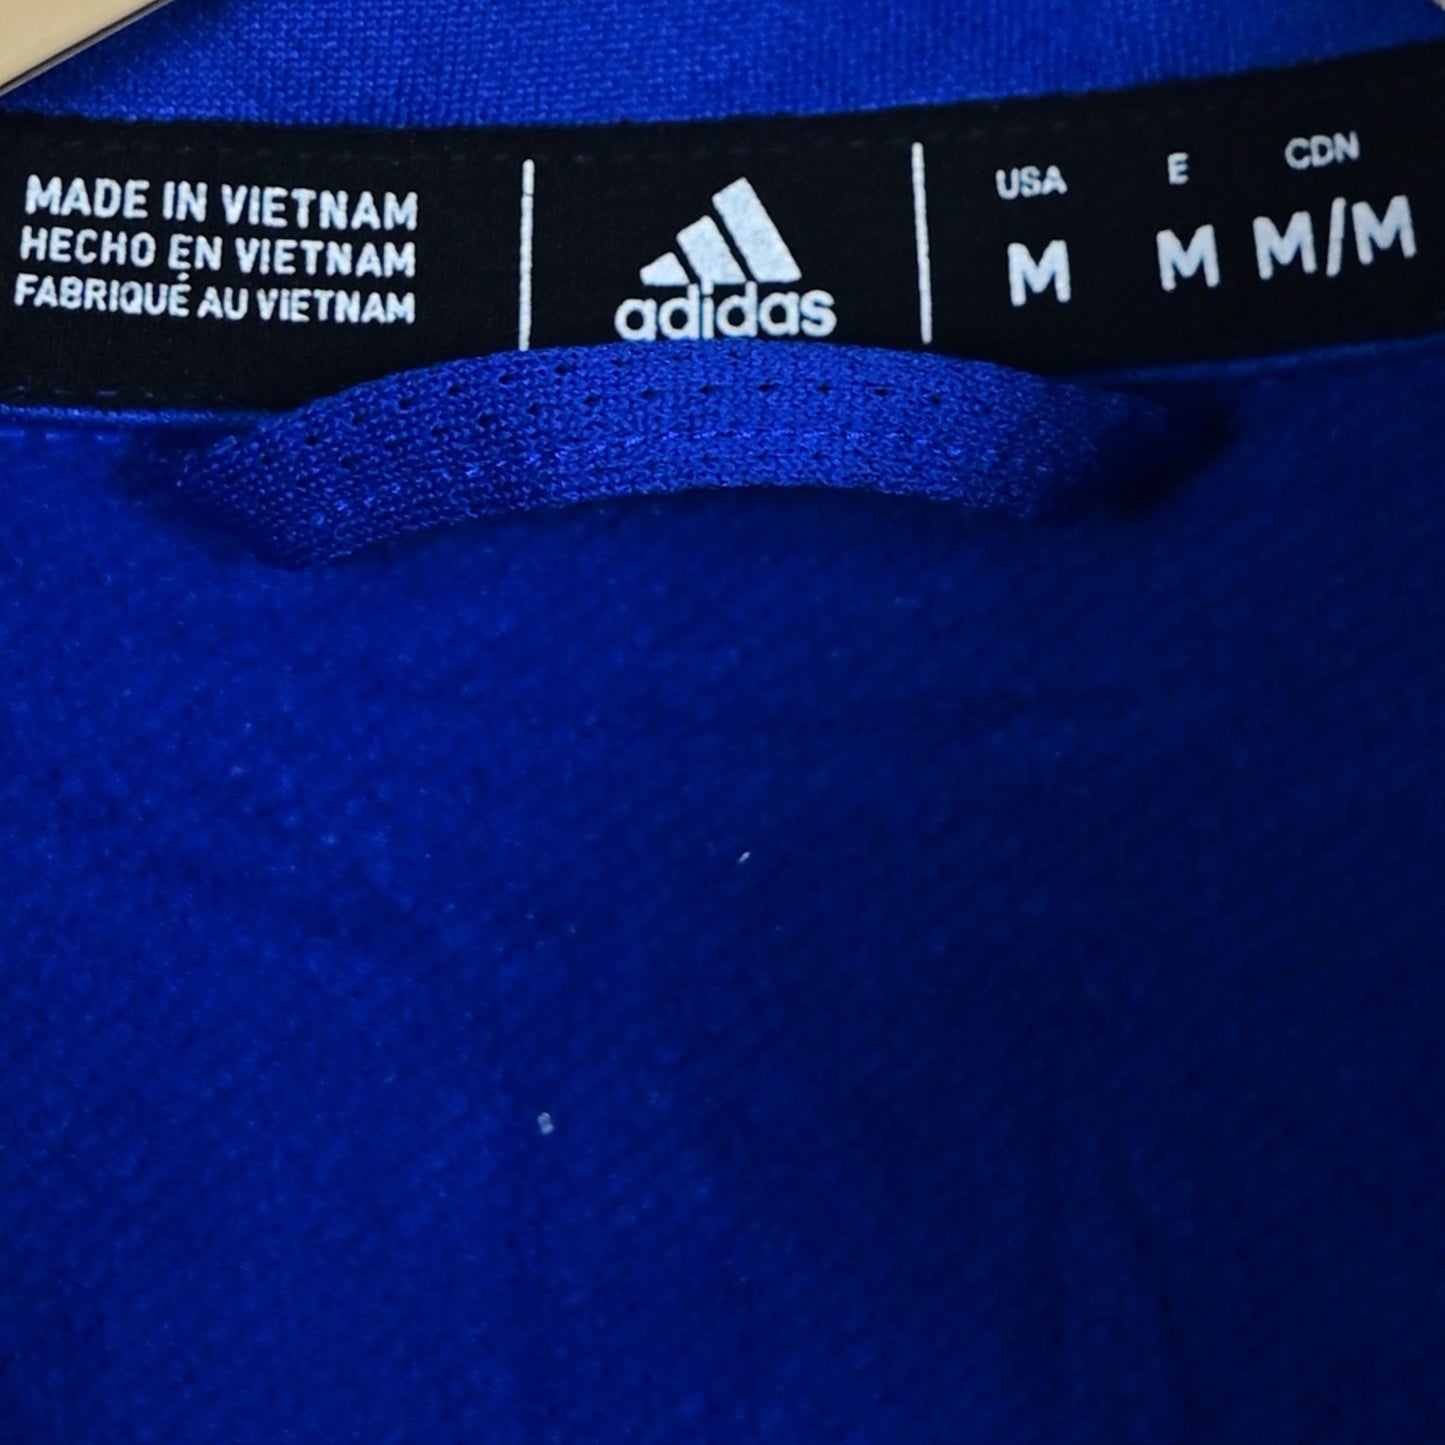 MADE IN VIETNAM
HECHO EN VIETNAM
FABRIQUÉ AU VIETNAM
adidas
USA E CDN
M M M/M